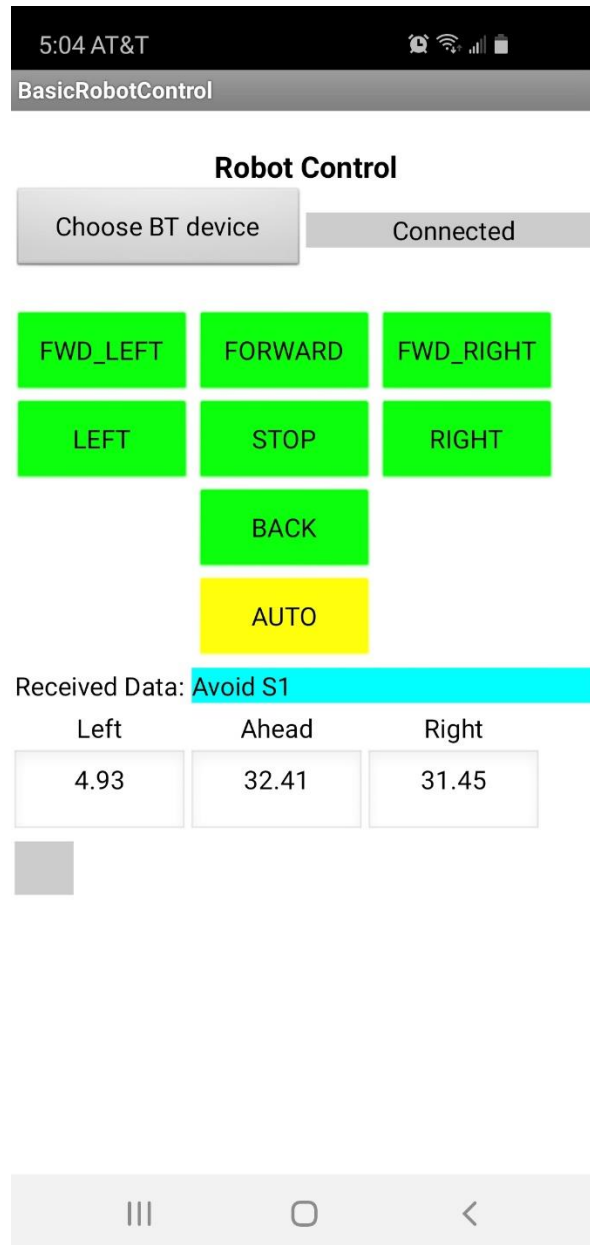 5:04 AT&T
BasicRobotControl
Robot Control
Choose BT device Connected
FWD_LEFT FORWARD FWD_RIGHT
LEFT STOP RIGHT
BACK
AUTO
Received Data: Avoid S1
Left Ahead Right
4.93 32.41 31.45